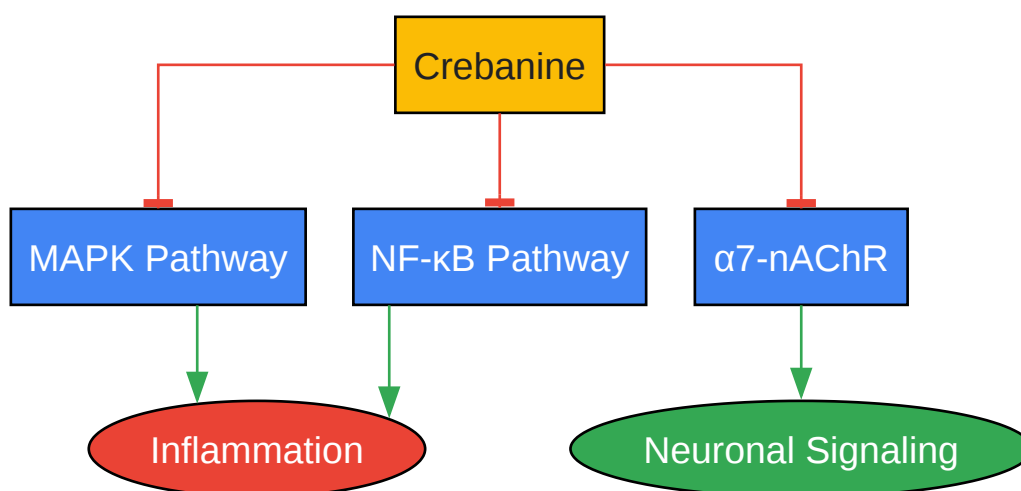 Crebanine
MAPK Pathway
NF-κB Pathway
α7-nAChR
Inflammation
Neuronal Signaling